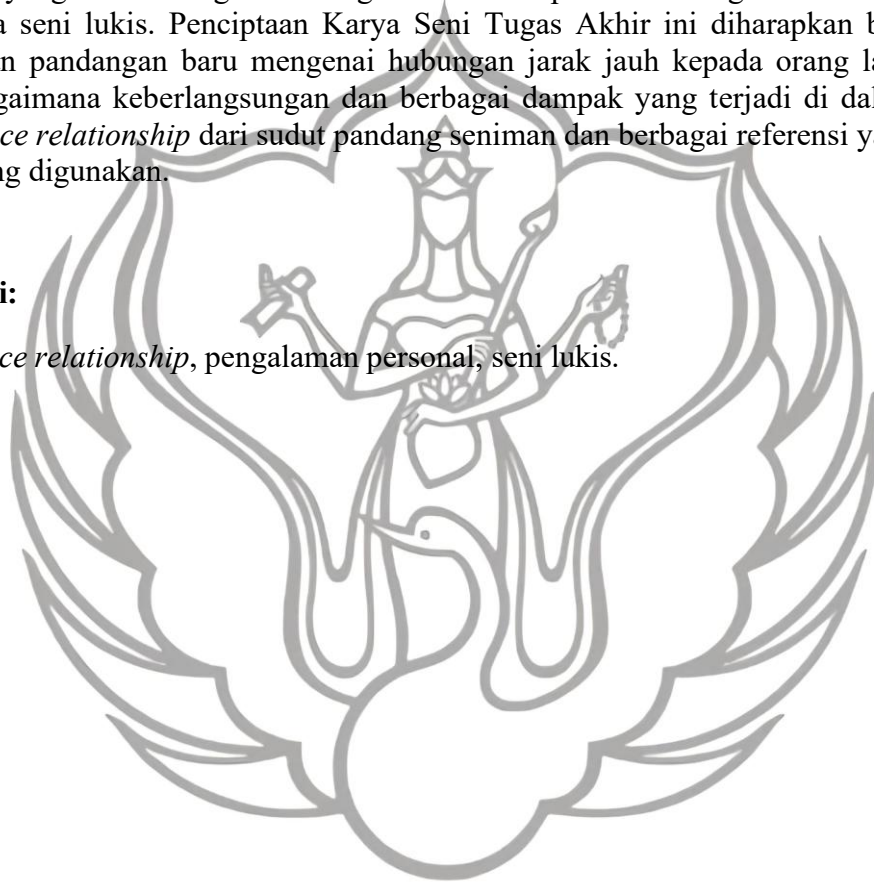 a seni lukis. Penciptaan Karya Seni Tugas Akhir ini diharapkan b
n pandangan baru mengenai hubungan jarak jauh kepada orang la
gaimana keberlangsungan dan berbagai dampak yang terjadi di dal
ce relationship dari sudut pandang seniman dan berbagai referensi ya
ng digunakan.
i:
ce relationship, pengalaman personal, seni lukis.